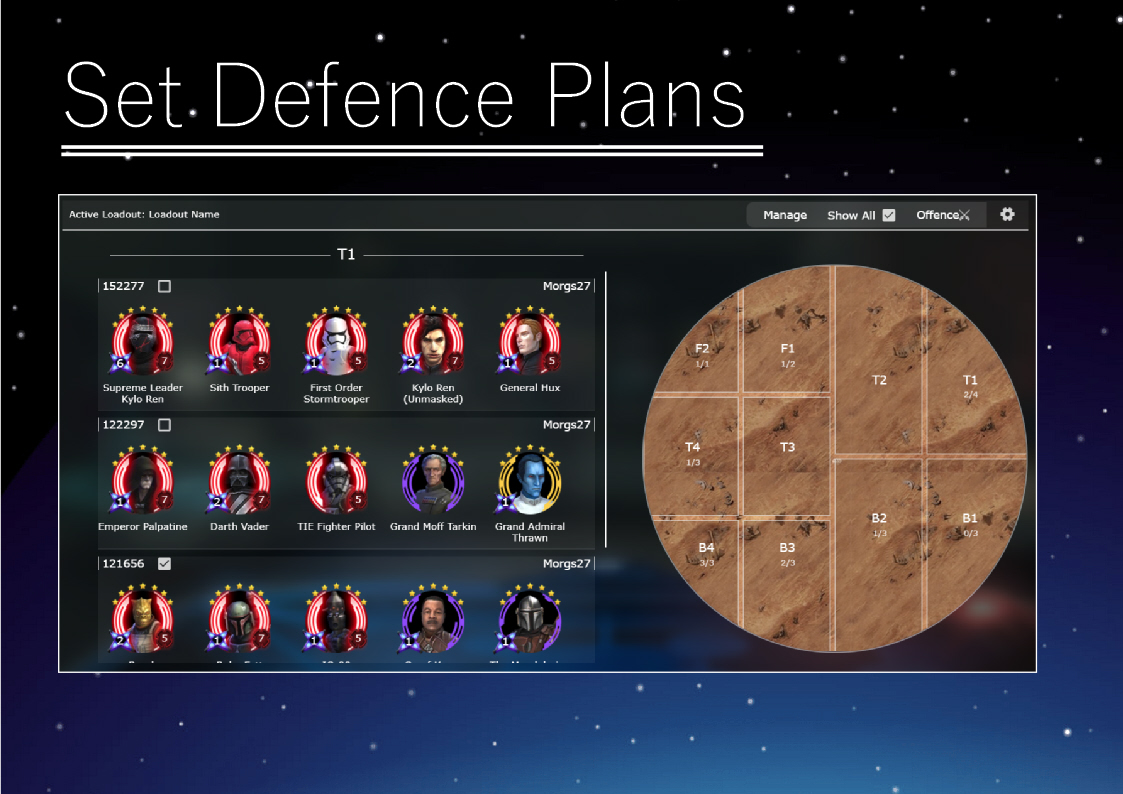 Set Defence Plans
Active Loadout: Loadout Name
Manage Show All Offence
T1
152277 Morgs27
6 7 1 5 1 5 2 7 1 5
Supreme Leader Kylo Ren
Sith Trooper
First Order Stormtrooper
Kylo Ren (Unmasked)
General Hux
122297 Morgs27
1 7 2 7 5 1
Emperor Palpatine
Darth Vader
TIE Fighter Pilot
Grand Moff Tarkin
Grand Admiral Thrawn
121656 Morgs27
2 5 1 7 1 5 1 1
F2
1/1
F1
1/2
T2
T1
2/4
T4
1/3
T3
B2
1/3
B1
0/3
B4
3/3
B3
2/3